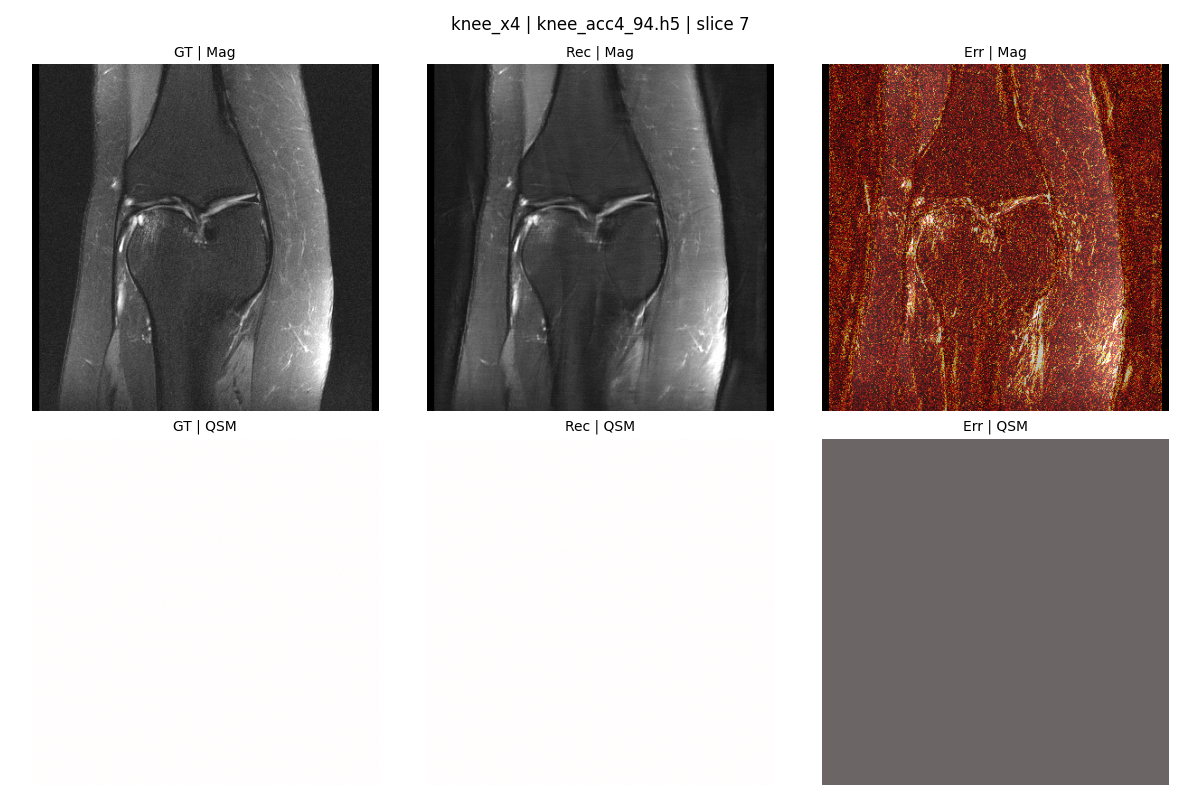 knee_x4 | knee_acc4_94.h5 | slice 7
GT | Mag
Rec | Mag
Err | Mag
GT | QSM
Rec | QSM
Err | QSM